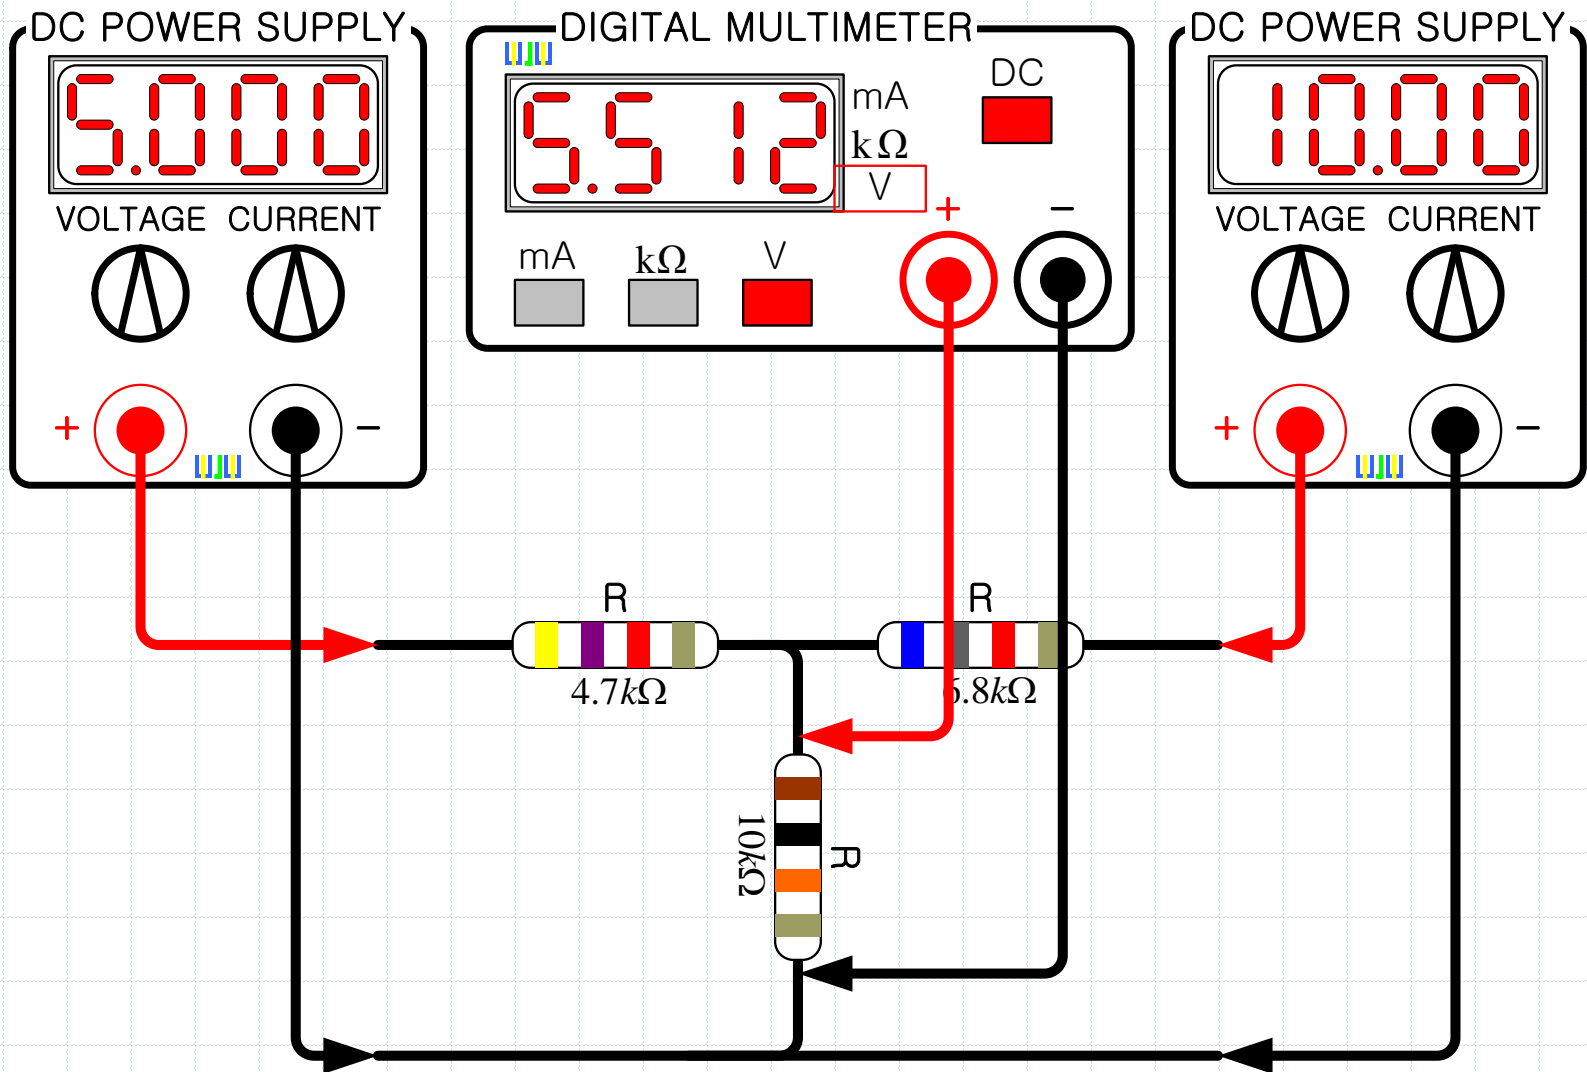 DC POWER SUPPLY
5.000
VOLTAGE CURRENT
+ −
DIGITAL MULTIMETER
5.512
mA
kΩ
V
DC
+ −
mA kΩ V
DC POWER SUPPLY
10.00
VOLTAGE CURRENT
+ −
R
4.7kΩ
R
6.8kΩ
R
10kΩ